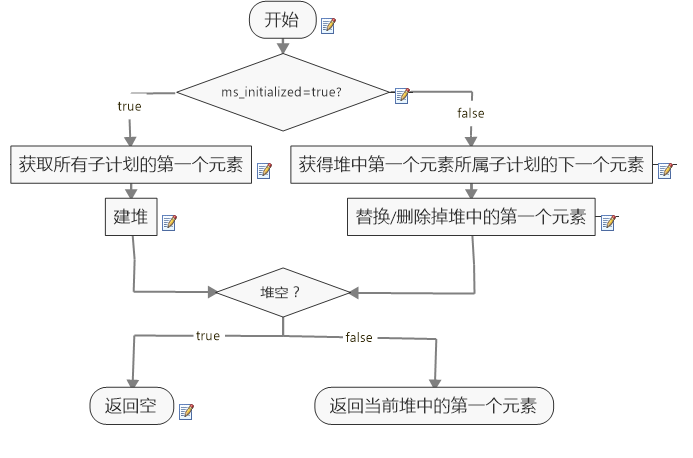 开始
ms_initialized=true?
true
false
获取所有子计划的第一个元素
获得堆中第一个元素所属子计划的下一个元素
建堆
替换/删除掉堆中的第一个元素
堆空？
true
false
返回空
返回当前堆中的第一个元素